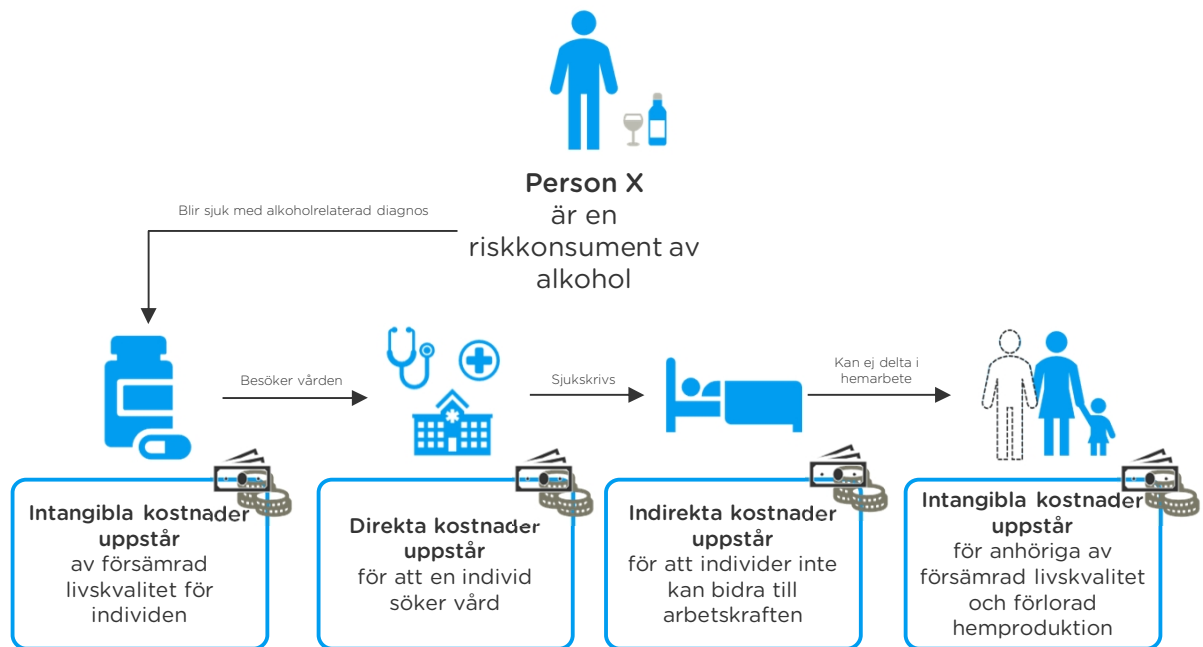 Person X
är en
riskkonsument av
alkohol
Blir sjuk med alkoholrelaterad diagnos
Besöker vården
Sjukskrivs
Kan ej delta i
hemarbete
Intangibla kostnader
uppstår
av försämrad
livskvalitet för
individen
Direkta kostnader
uppstår
för att en individ
söker vård
Indirekta kostnader
uppstår
för att individer inte
kan bidra till
arbetskraften
Intangibla kostnader
uppstår
för anhöriga av
försämrad livskvalitet
och förlorad
hemproduktion